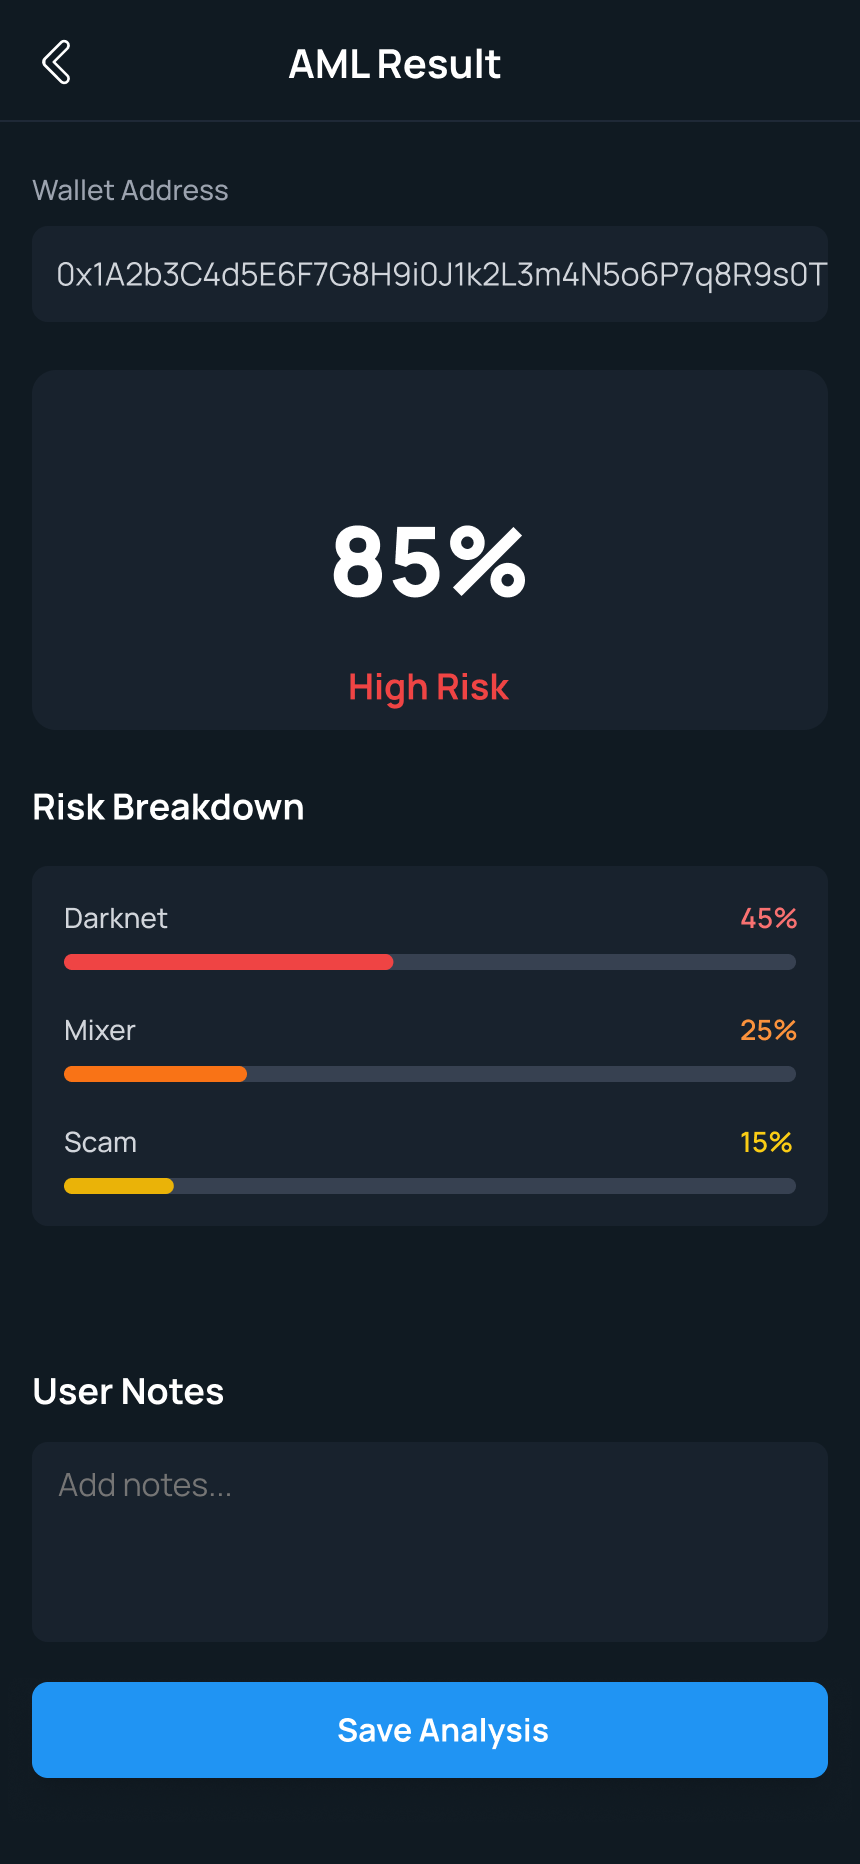 AML Result
Wallet Address
0x1A2b3C4d5E6F7G8H9i0J1k2L3m4N5o6P7q8R9s0T
85%
High Risk
Risk Breakdown
Darknet 45%
Mixer 25%
Scam 15%
User Notes
Add notes...
Save Analysis